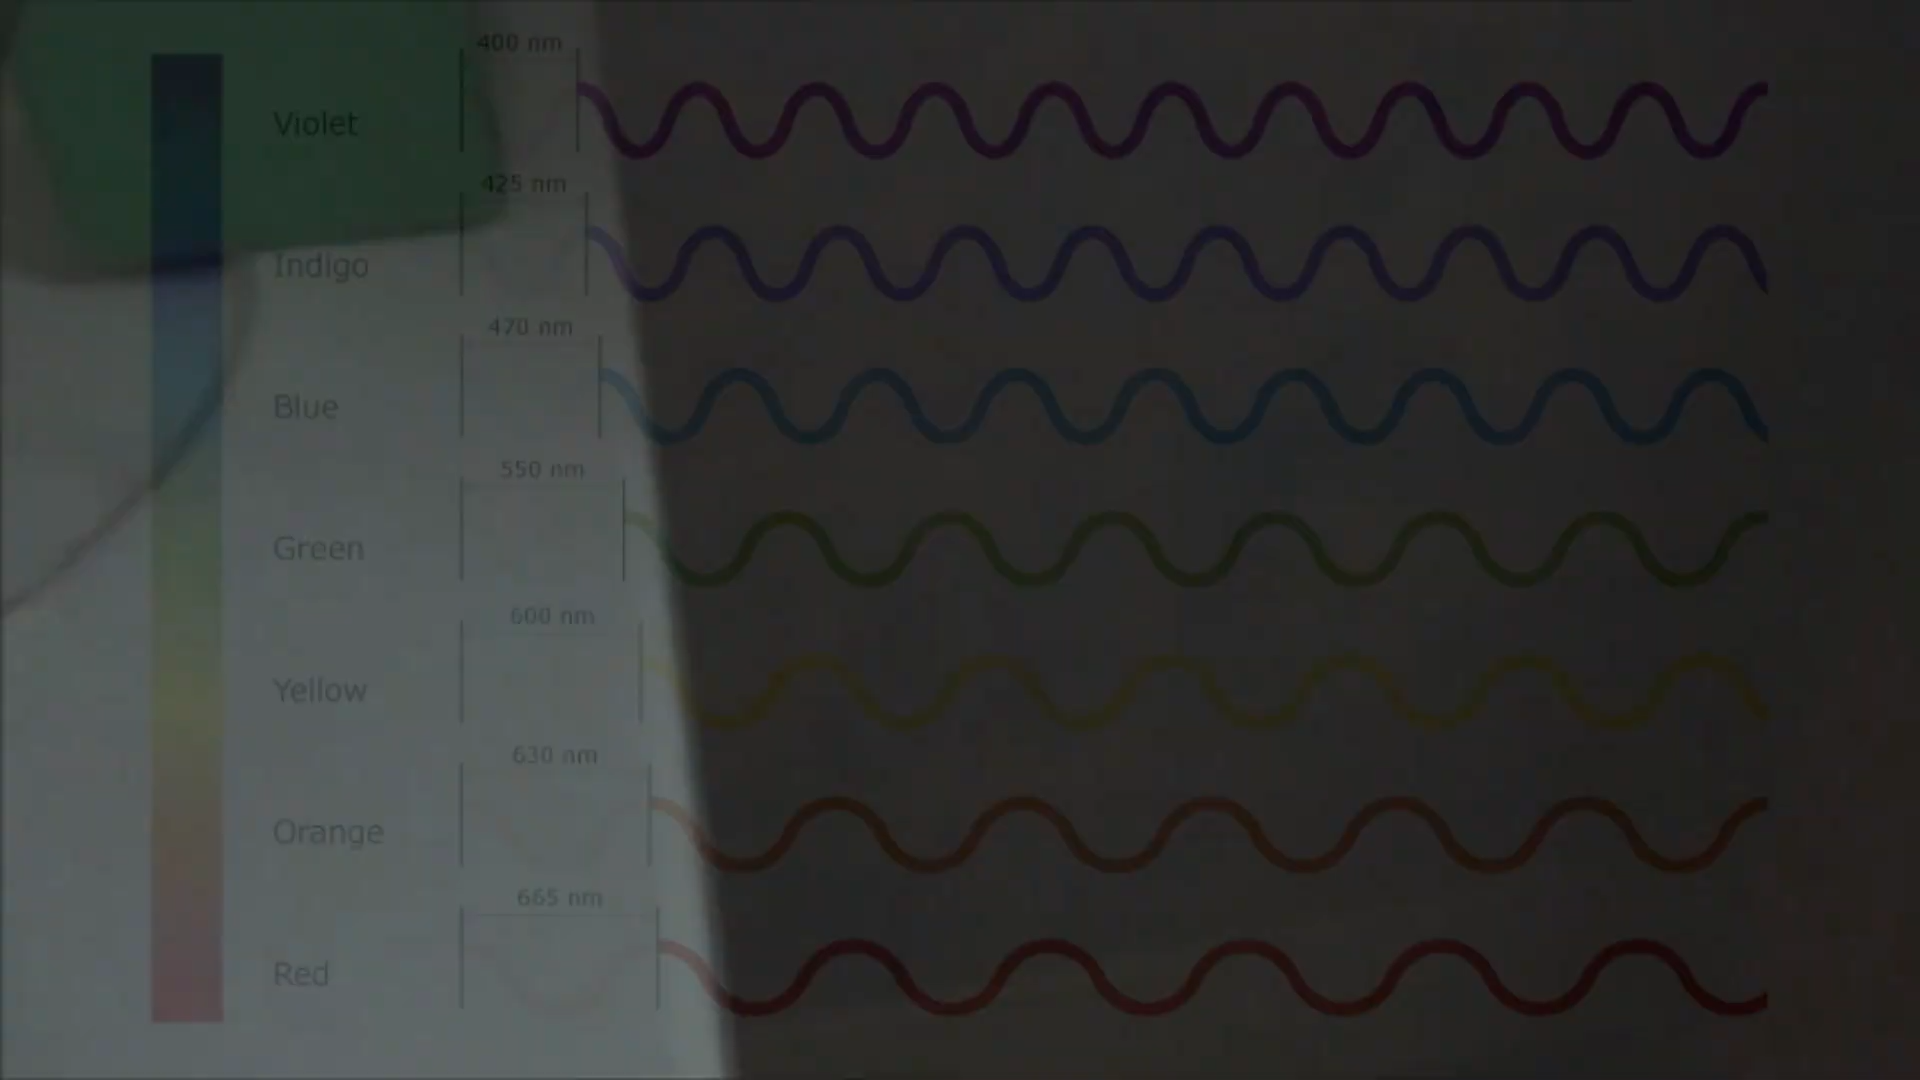 400 nm
Violet
425 nm
Indigo
470 nm
Blue
550 nm
Green
600 nm
Yellow
630 nm
Orange
665 nm
Red